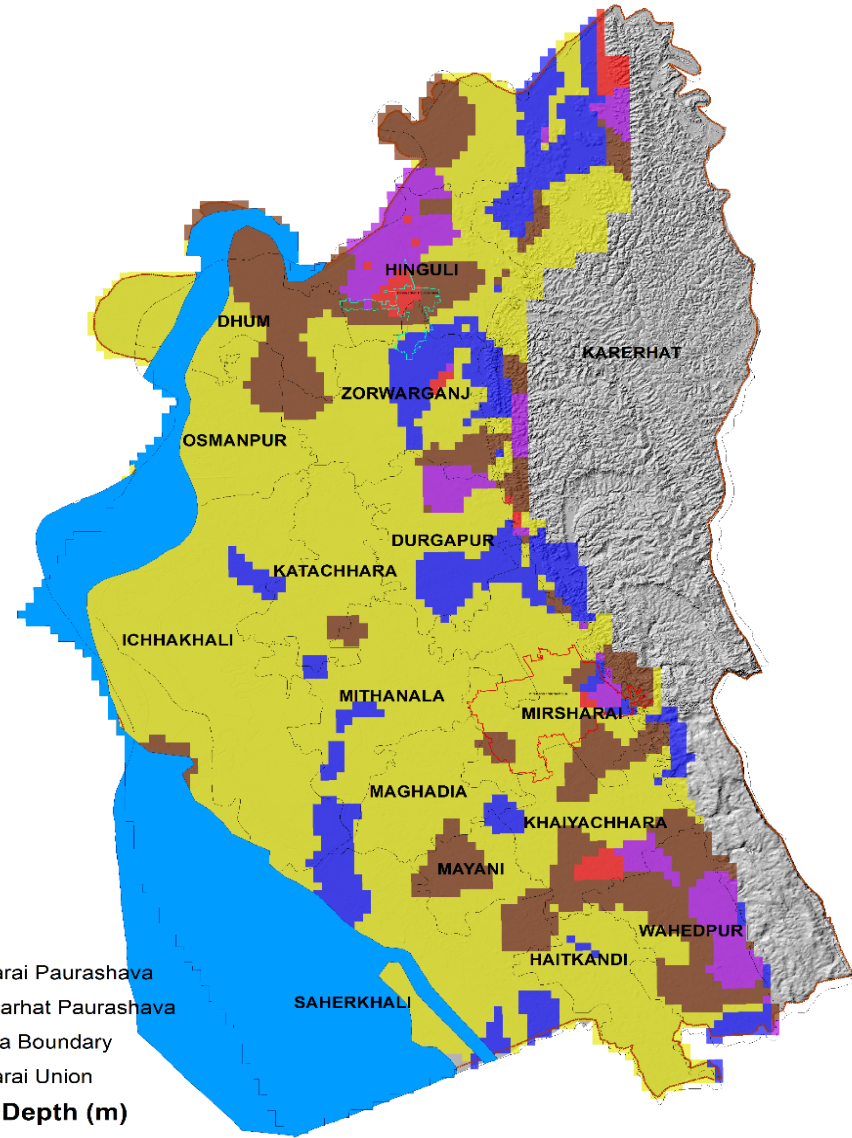 HINGULI
DHUM
KARERHAT
ZORWARGANJ
OSMANPUR
DURGAPUR
KATACHHARA
ICHHAKHALI
MITHANALA
MIRSHARAI
MAGHADIA
KHAIYACHHARA
MAYANI
WAHEDPUR
HAITKANDI
SAHERKHALI
arai Paurashava
arhat Paurashava
a Boundary
arai Union
Depth (m)